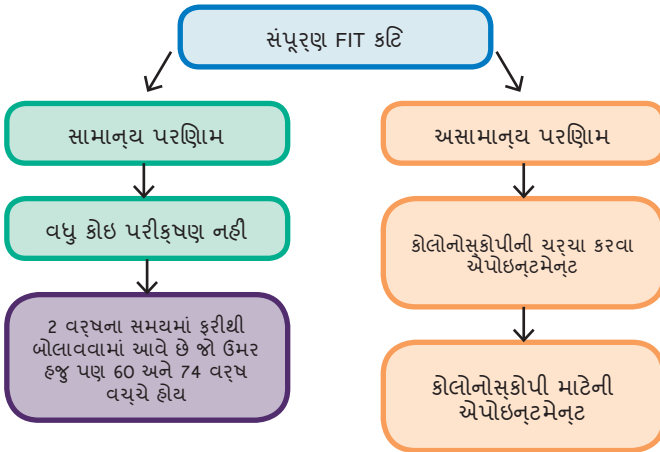 સંપૂર્ણ FIT કીટ
સામાન્ય પરિણામ
અસામાન્ય પરિણામ
વધુ કોઇ પરીક્ષણ નહીં
કોલોનોસ્કોપીની ચર્ચા કરવા
એપોઇન્ટમેન્ટ
2 વર્ષના સમયમાં ફરીથી
બોલાવવામાં આવે છે જો ઉમર
હજુ પણ 60 અને 74 વર્ષ
વચ્ચે હોય
કોલોનોસ્કોપી માટેની
એપોઇન્ટમેન્ટ